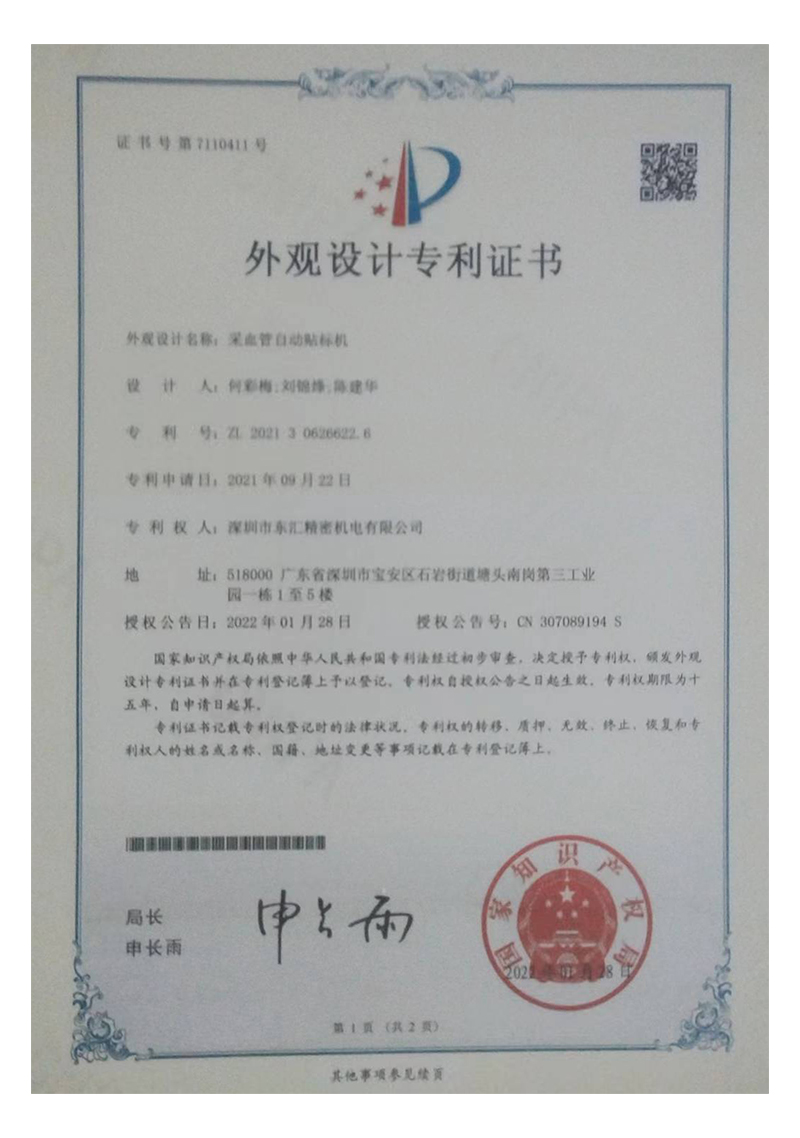 证书号第7110411号
外观设计专利证书
外观设计名称：采血管自动贴标机
设 计 人：何彩梅;刘锦烽;陈建华
专 利 号：ZL 2021 3 0626622.6
专利申请日：2021年09月22日
专 利 权 人：深圳市东汇精密机电有限公司
地 址：518000 广东省深圳市宝安区石岩街道塘头南岗第三工业
园一栋1至5楼
授权公告日：2022年01月28日 授权公告号：CN 307089194 S
国家知识产权局依照中华人民共和国专利法经过初步审查，决定授予专利权，颁发外观
设计专利证书并在专利登记簿上予以登记。专利权自授权公告之日起生效。专利权期限为十
五年，自申请日起算。
专利证书记载专利权登记时的法律状况。专利权的转移、质押、无效、终止、恢复和专
利权人的姓名或名称、国籍、地址变更等事项记载在专利登记簿上。
局长
申长雨
申长雨
国家知识产权局
2022年01月28日
第 1 页 (共 2 页)
其他事项参见续页